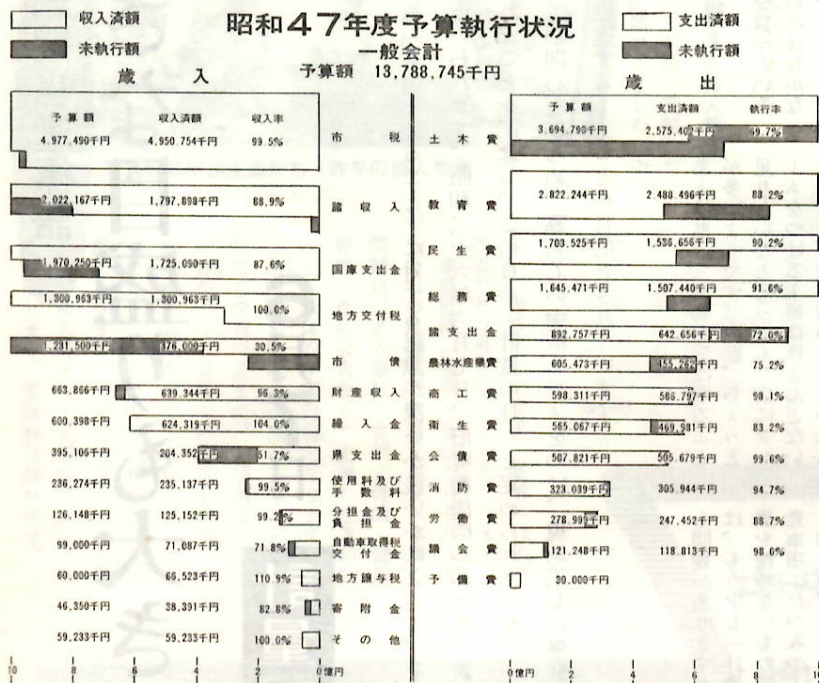 昭和47年度予算執行状況
一般会計
予算額 13,788,745千円
収入済額
未執行額
支出済額
未執行額
歳入
予算額 収入済額 収入率
4,977,490千円 4,950,754千円 99.5% 市税
2,022,167千円 1,797,898千円 88.9% 諸収入
1,970,250千円 1,725,090千円 87.6% 国庫支出金
1,300,963千円 1,300,963千円 100.0% 地方交付税
1,231,500千円 376,000千円 30.5% 市債
663,866千円 639,344千円 96.3% 財産収入
600,398千円 624,319千円 104.0% 繰入金
395,106千円 204,352千円 51.7% 県支出金
236,274千円 235,137千円 99.5% 使用料及び手数料
126,148千円 125,152千円 99.2% 分担金及び負担金
99,000千円 71,087千円 71.8% 自動車取得税交付金
60,000千円 66,523千円 110.9% 地方譲与税
46,350千円 38,391千円 82.8% 寄附金
59,233千円 59,233千円 100.0% その他
10 8 6 4 2 0億円
歳出
予算額 支出済額 執行率
土木費 3,694,790千円 2,575,402千円 69.7%
教育費 2,822,244千円 2,488,496千円 88.2%
民生費 1,703,525千円 1,536,656千円 90.2%
総務費 1,645,471千円 1,507,440千円 91.6%
諸支出金 892,757千円 642,656千円 72.0%
農林水産業費 605,473千円 455,262千円 75.2%
商工費 598,311千円 586,797千円 98.1%
衛生費 565,067千円 469,981千円 83.2%
公債費 507,821千円 505,679千円 99.6%
消防費 323,039千円 305,944千円 94.7%
労働費 278,999千円 247,452千円 88.7%
議会費 121,248千円 118,813千円 98.0%
予備費 30,000千円
0億円 2 4 6 8 10